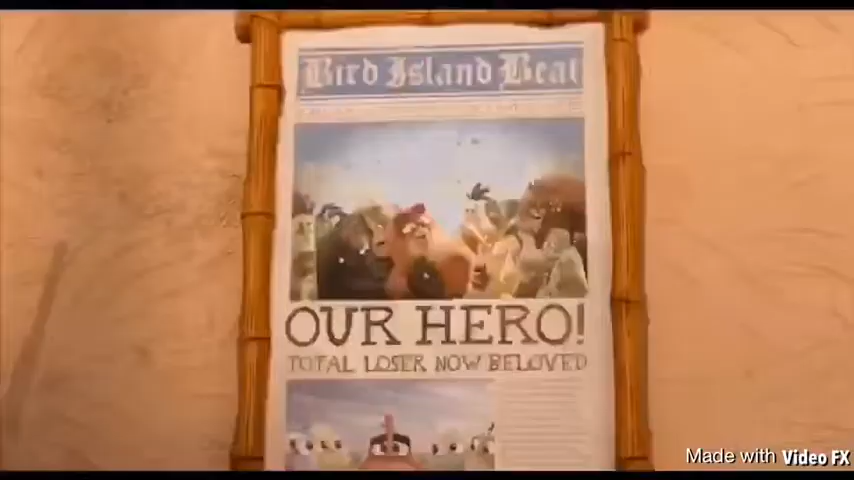 Bird Island Beat
OUR HERO!
TOTAL LOSER NOW BELOVED
Made with Video FX